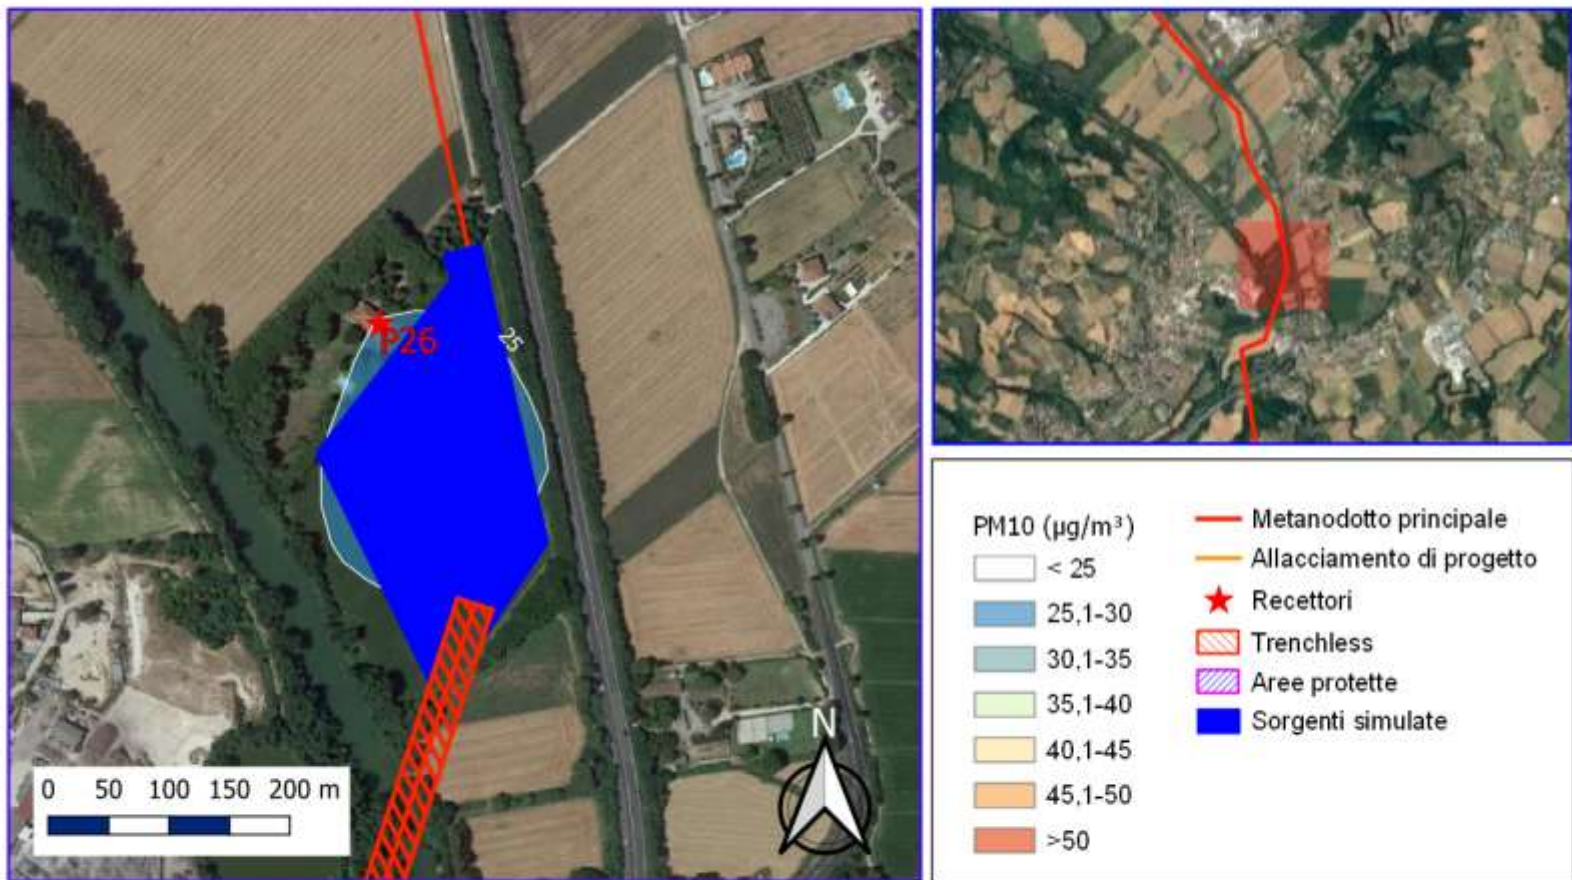 25
P26
N
0 50 100 150 200 m
PM10 (µg/m³)
< 25
25,1-30
30,1-35
35,1-40
40,1-45
45,1-50
>50
Metanodotto principale
Allacciamento di progetto
Recettori
Trenchless
Aree protette
Sorgenti simulate